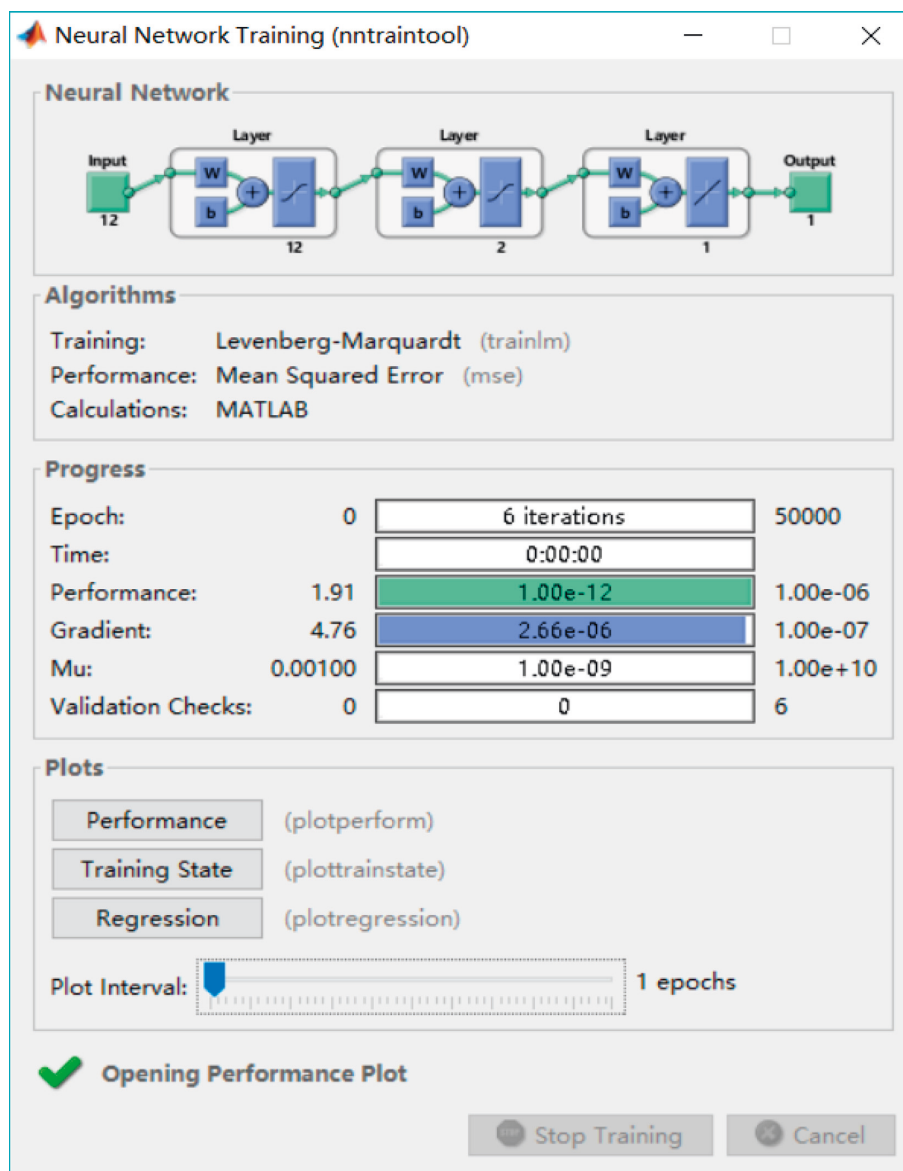 Neural Network Training (nntraintool)
Neural Network
Layer Layer Layer
Input Output
W W W
+ + +
b b b
12 1
12 2 1
Algorithms
Training: Levenberg-Marquardt (trainlm)
Performance: Mean Squared Error (mse)
Calculations: MATLAB
Progress
Epoch: 0 6 iterations 50000
Time: 0:00:00
Performance: 1.91 1.00e-12 1.00e-06
Gradient: 4.76 2.66e-06 1.00e-07
Mu: 0.00100 1.00e-09 1.00e+10
Validation Checks: 0 0 6
Plots
Performance (plotperform)
Training State (plottrainstate)
Regression (plotregression)
Plot Interval: 1 epochs
Opening Performance Plot
STOP Stop Training Cancel